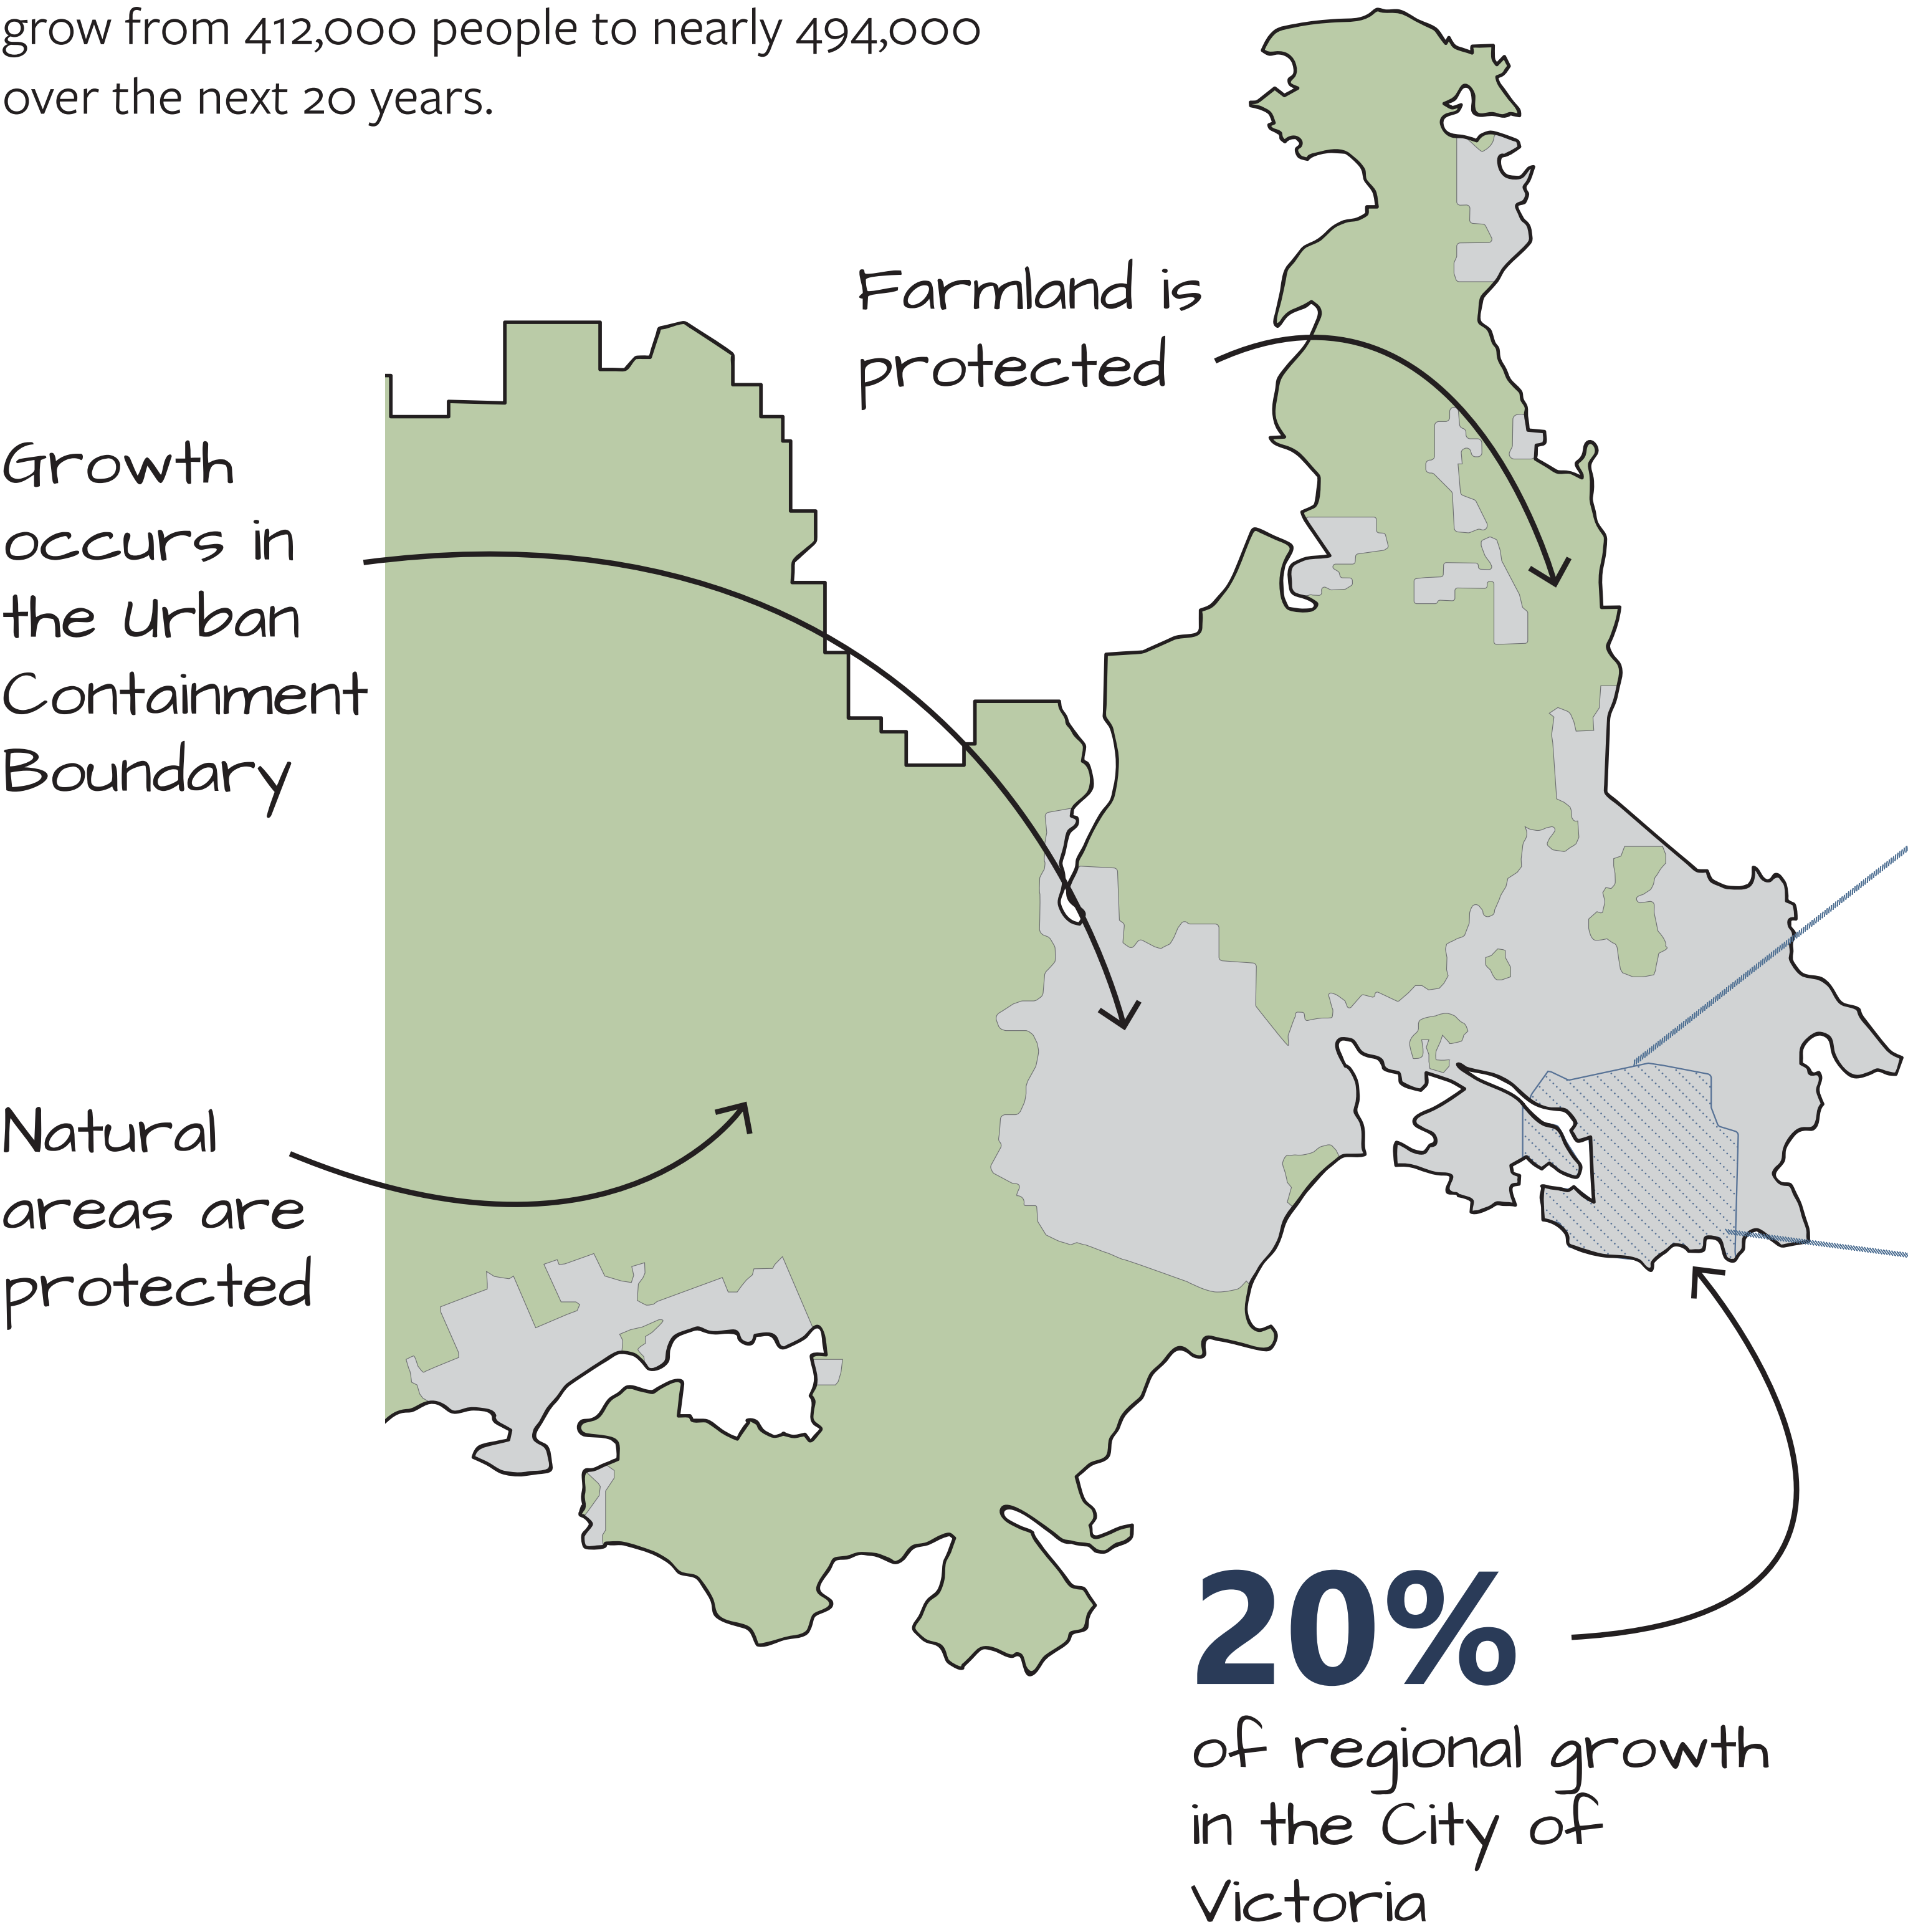 grow from 412,000 people to nearly 494,000
over the next 20 years.
Farmland is
protected
Growth
occurs in
the Urban
Containment
Boundary
Natural
areas are
protected
20%
of regional growth
in the City of
Victoria